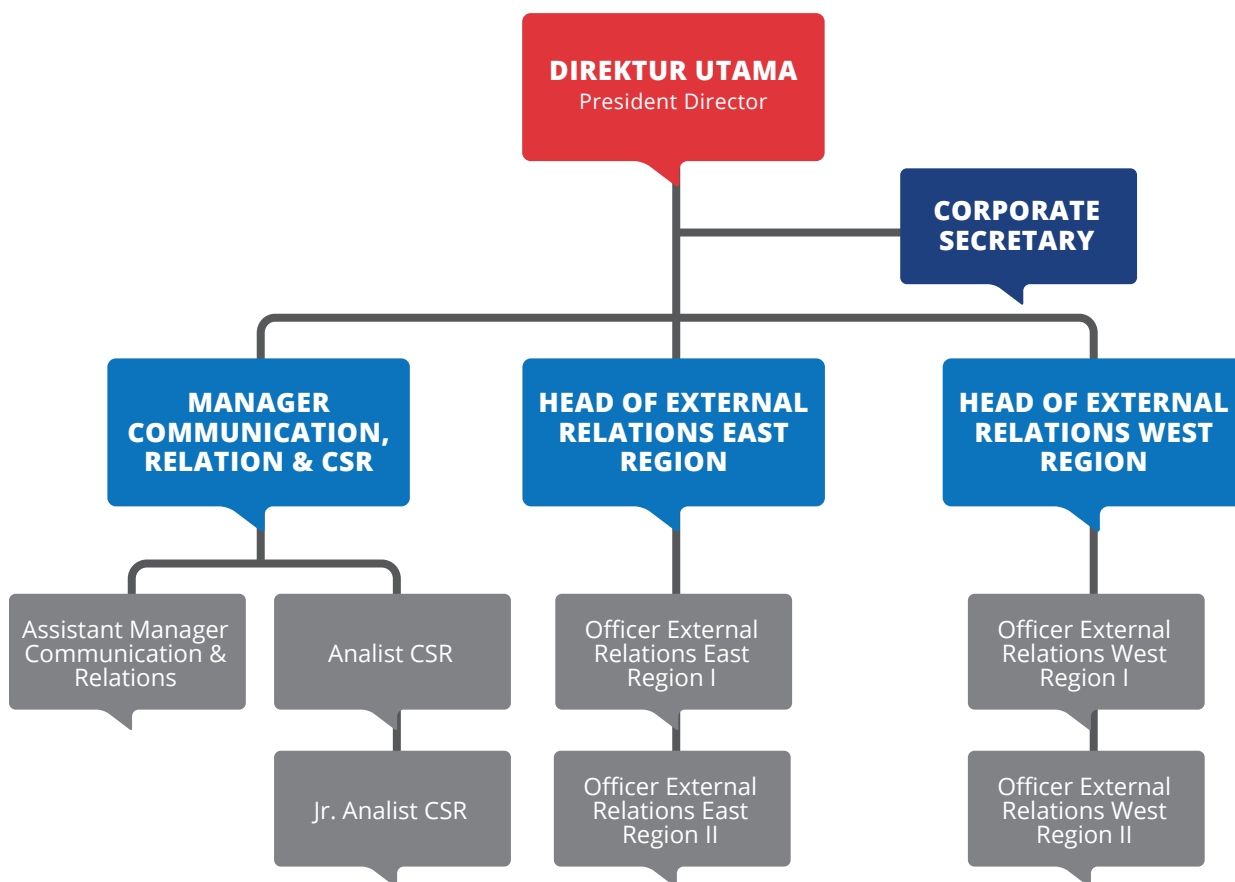 DIREKTUR UTAMA
President Director
CORPORATE
SECRETARY
MANAGER
COMMUNICATION,
RELATION & CSR
HEAD OF EXTERNAL
RELATIONS EAST
REGION
HEAD OF EXTERNAL
RELATIONS WEST
REGION
Assistant Manager
Communication &
Relations
Analist CSR
Officer External
Relations East
Region I
Officer External
Relations West
Region I
Jr. Analist CSR
Officer External
Relations East
Region II
Officer External
Relations West
Region II